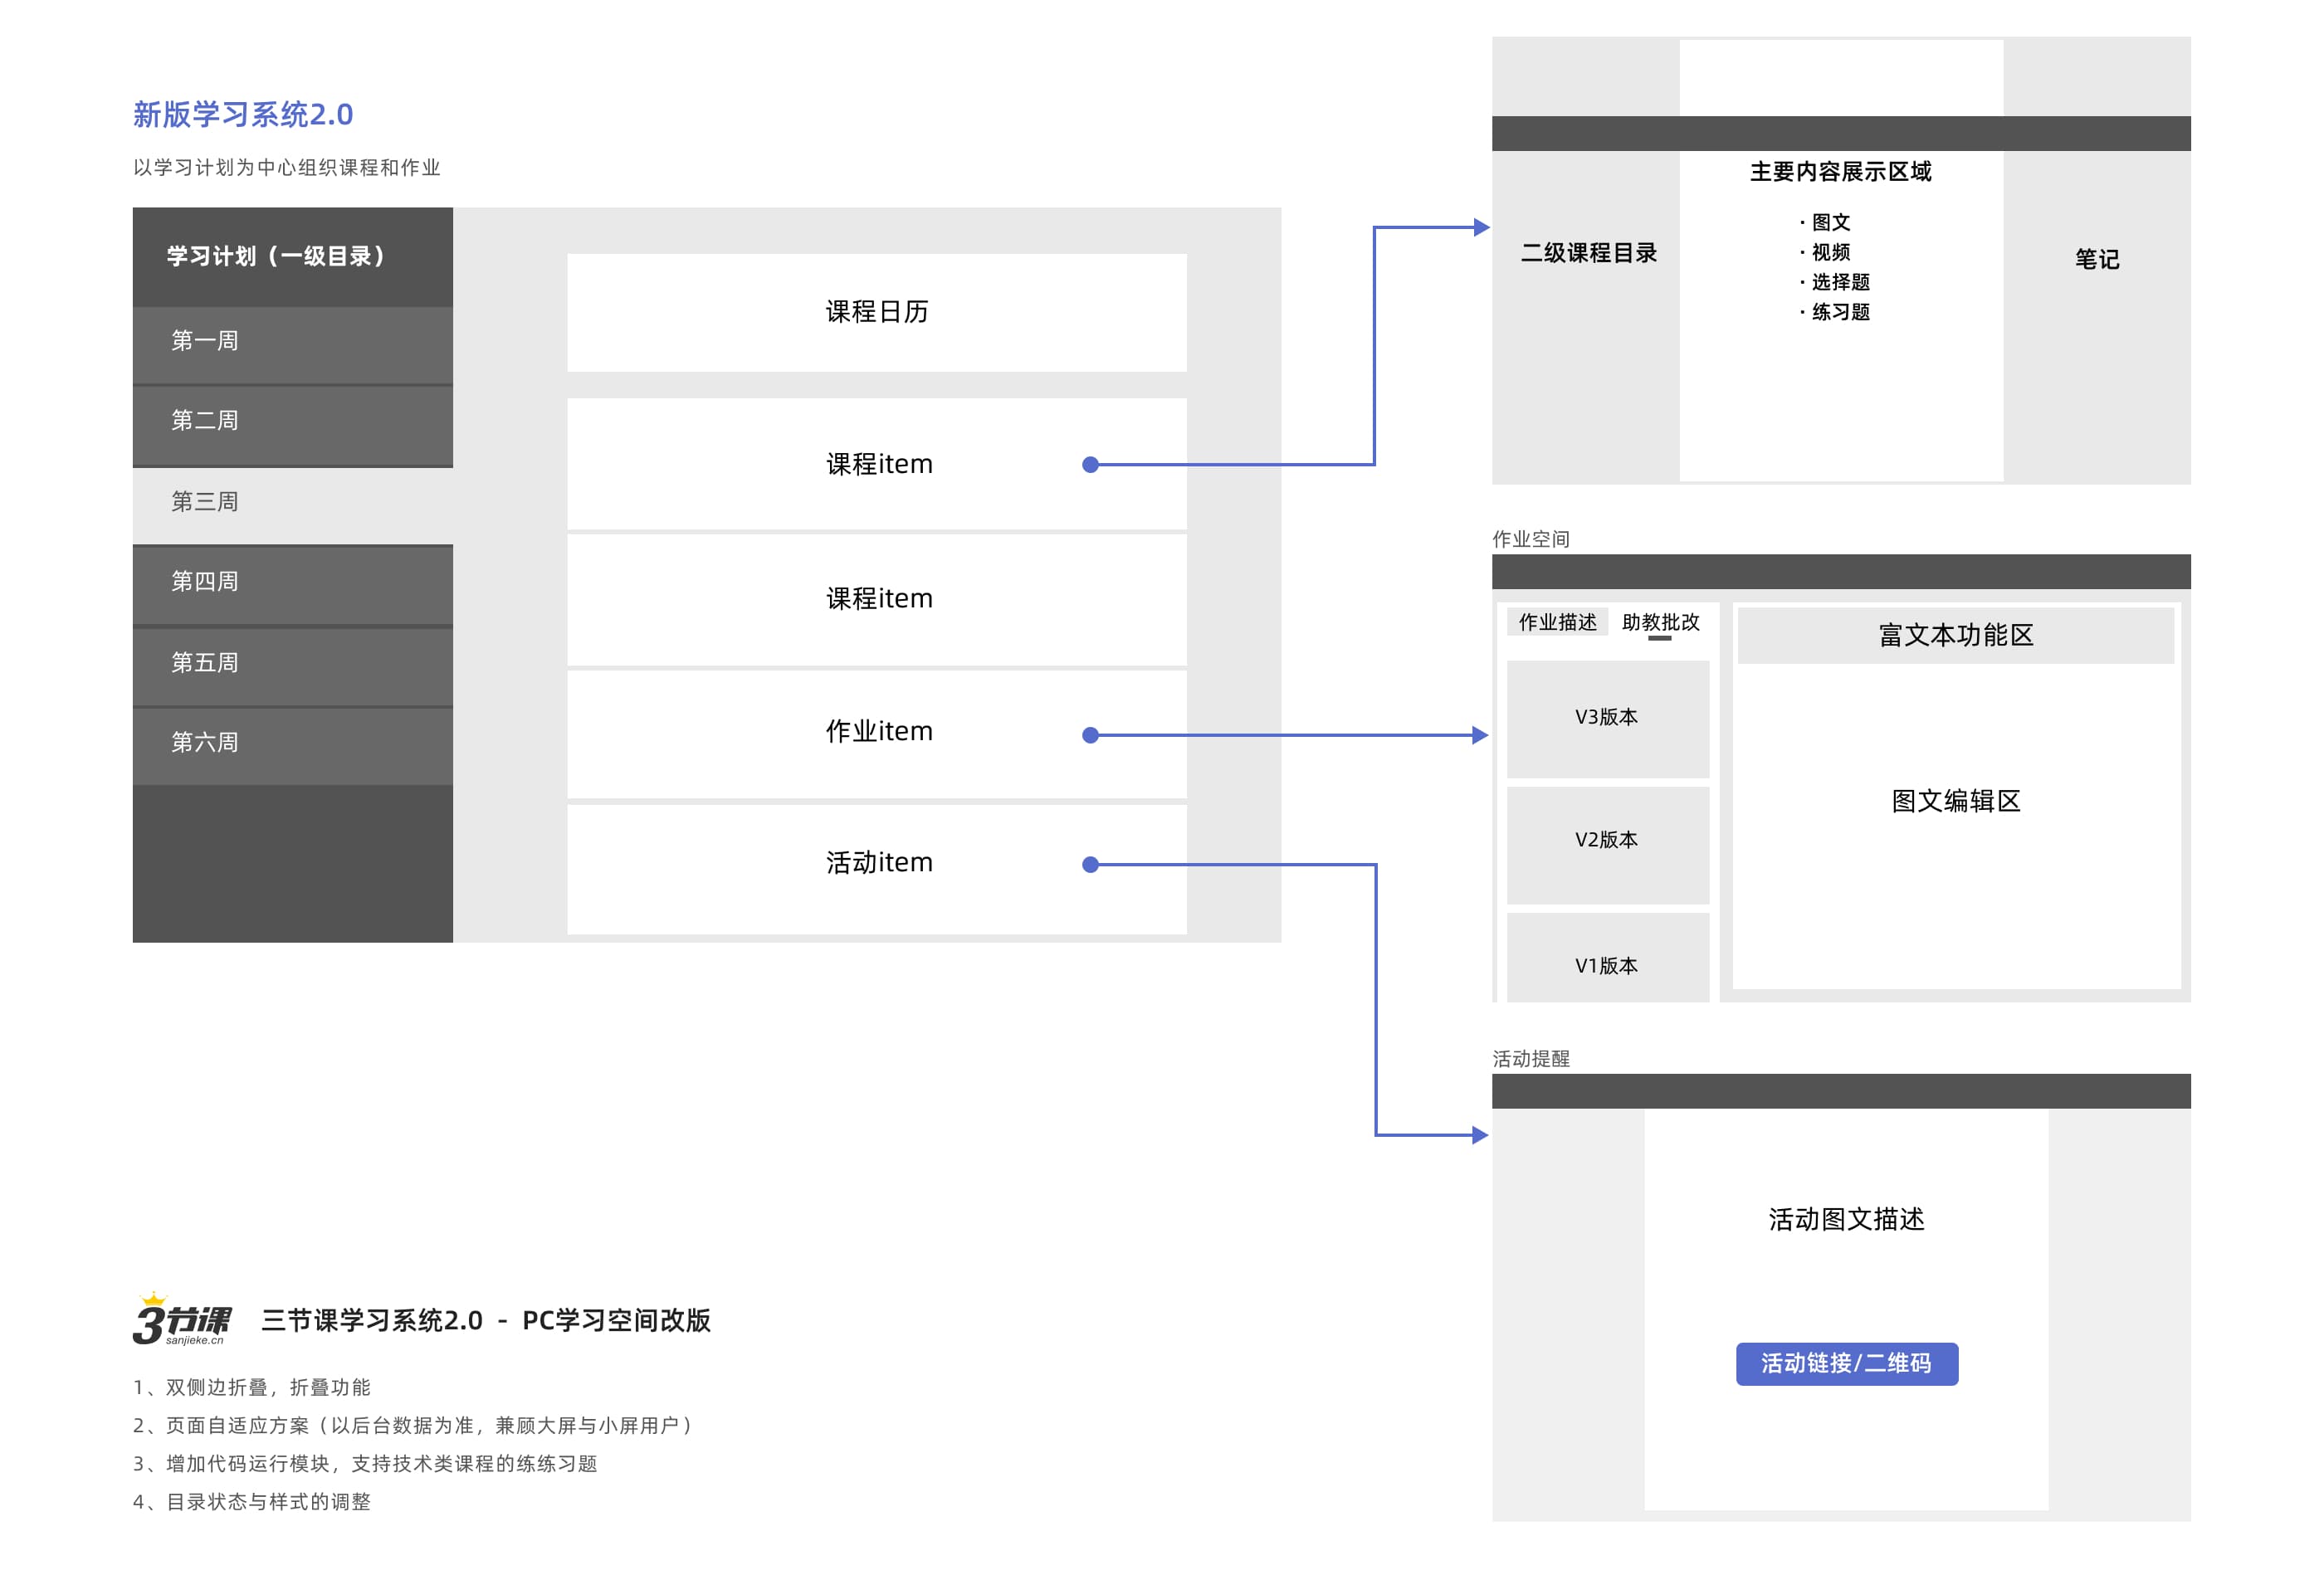 新版学习系统2.0
以学习计划为中心组织课程和作业
学习计划（一级目录）
第一周
第二周
第三周
第四周
第五周
第六周
课程日历
课程item
课程item
作业item
活动item
二级课程目录
主要内容展示区域
· 图文
· 视频
· 选择题
· 练习题
笔记
作业空间
作业描述
助教批改
V3版本
V2版本
V1版本
富文本功能区
图文编辑区
活动提醒
活动图文描述
活动链接/二维码
3节课
sanjieke.cn
三节课学习系统2.0 - PC学习空间改版
1、双侧边折叠，折叠功能
2、页面自适应方案（以后台数据为准，兼顾大屏与小屏用户）
3、增加代码运行模块，支持技术类课程的练练习题
4、目录状态与样式的调整